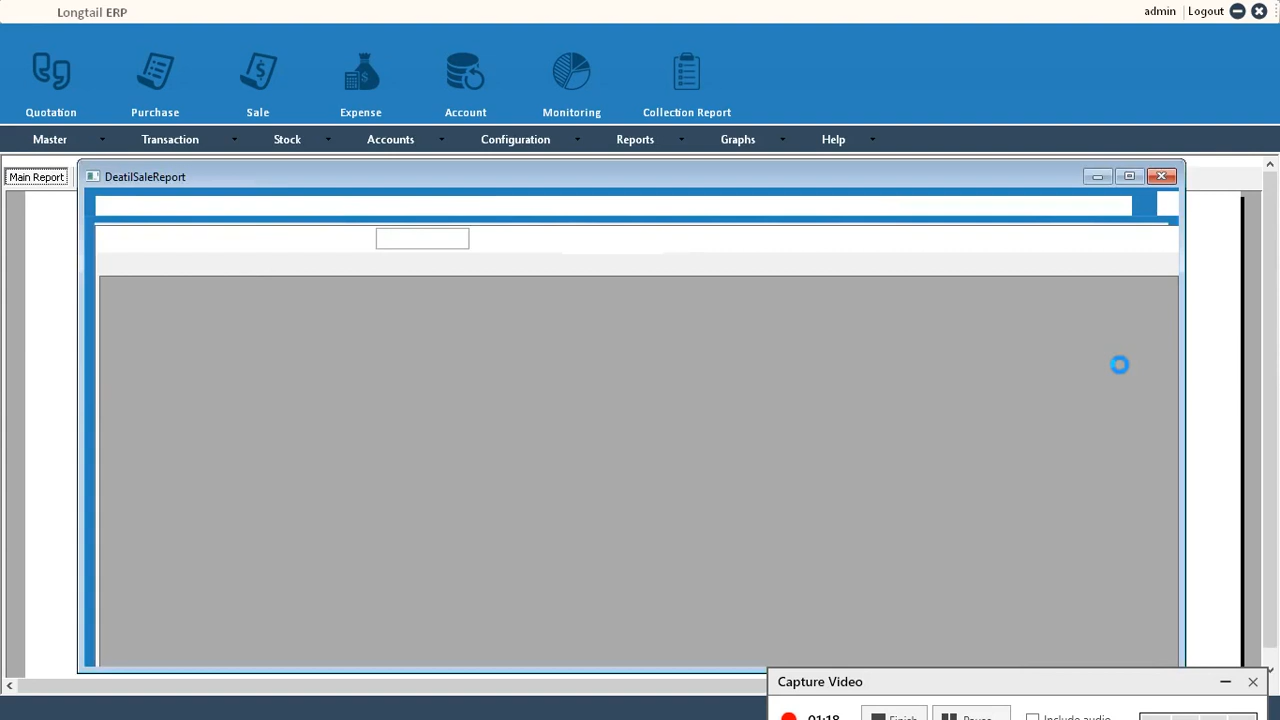 Longtail ERP
admin Logout
Quotation Purchase Sale Expense Account Monitoring Collection Report
Master Transaction Stock Accounts Configuration Reports Graphs Help
Main Report
DeatilSaleReport
Capture Video
01:18 Finish Pause Include audio